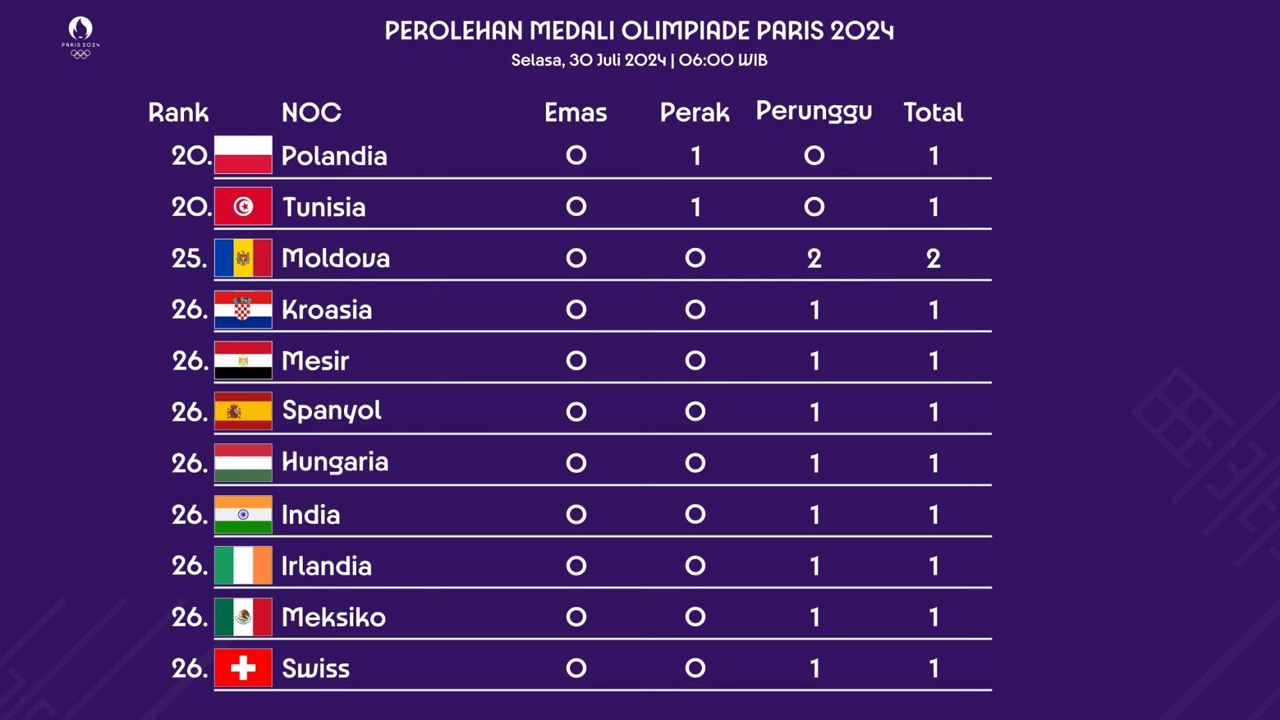 PARIS 2024
PEROLEHAN MEDALI OLIMPIADE PARIS 2024
Selasa, 30 Juli 2024 | 06:00 WIB
Rank NOC Emas Perak Perunggu Total
20. Polandia 0 1 0 1
20. Tunisia 0 1 0 1
25. Moldova 0 0 2 2
26. Kroasia 0 0 1 1
26. Mesir 0 0 1 1
26. Spanyol 0 0 1 1
26. Hungaria 0 0 1 1
26. India 0 0 1 1
26. Irlandia 0 0 1 1
26. Meksiko 0 0 1 1
26. Swiss 0 0 1 1